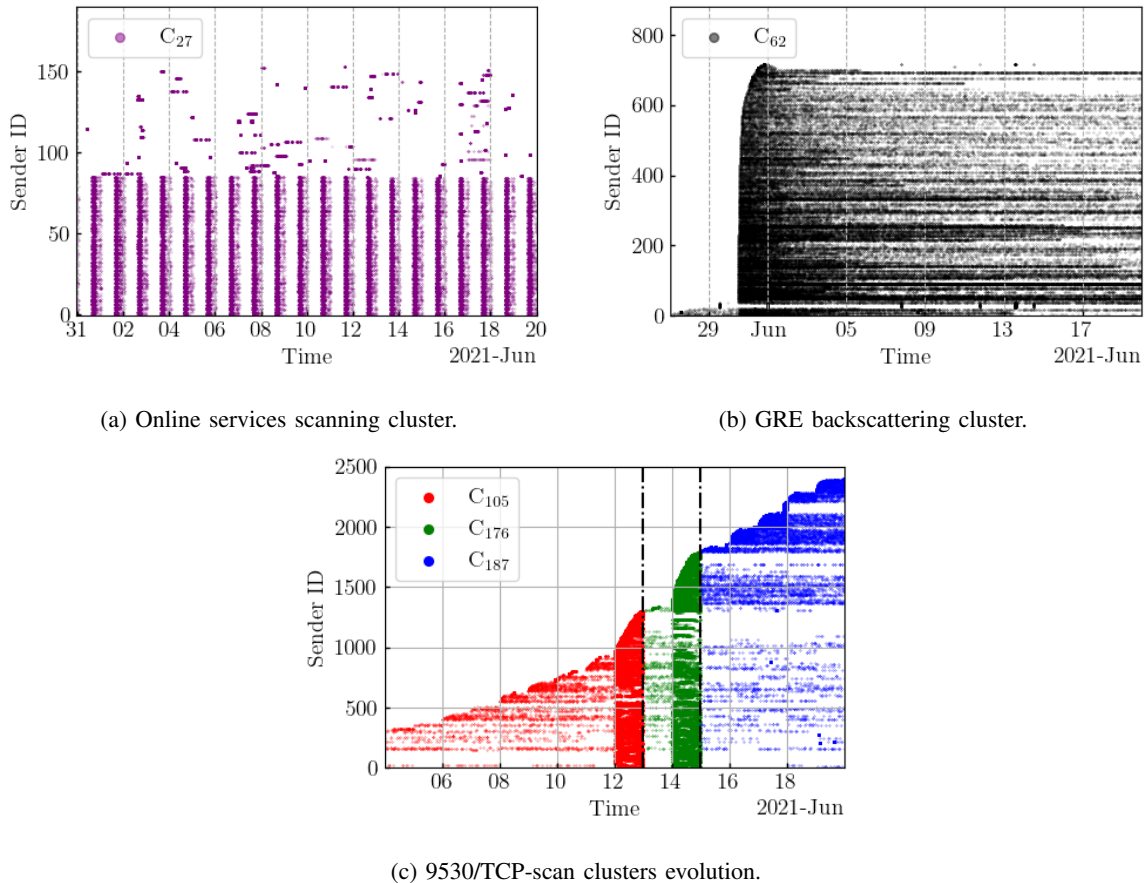 C27
150
100
50
0
Sender ID
31 02 04 06 08 10 12 14 16 18 20
Time
2021-Jun
(a) Online services scanning cluster.
C62
800
600
400
200
0
Sender ID
29 Jun 05 09 13 17
Time
2021-Jun
(b) GRE backscattering cluster.
C105
C176
C187
2500
2000
1500
1000
500
0
Sender ID
06 08 10 12 14 16 18
Time
2021-Jun
(c) 9530/TCP-scan clusters evolution.